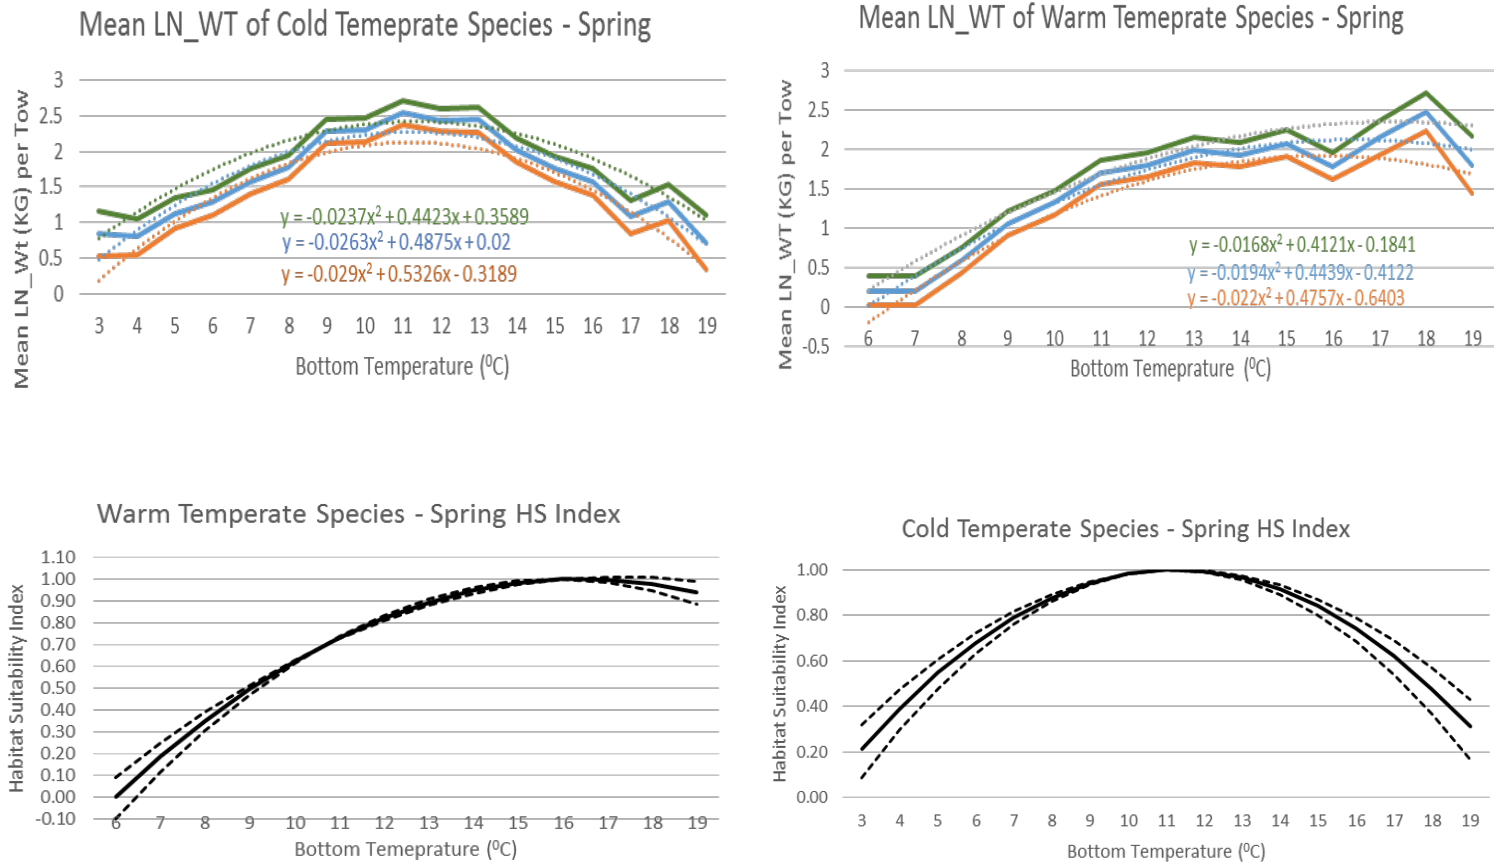 Mean LN_WT of Cold Temeprate Species - Spring
Mean LN_Wt (KG) per Tow
3
2.5
2
1.5
1
0.5
0
y = -0.0237x² + 0.4423x + 0.3589
y = -0.0263x² + 0.4875x + 0.02
y = -0.029x² + 0.5326x - 0.3189
3 4 5 6 7 8 9 10 11 12 13 14 15 16 17 18 19
Bottom Temperature (⁰C)
Mean LN_WT of Warm Temeprate Species - Spring
Mean LN_WT (KG) per Tow
3
2.5
2
1.5
1
0.5
0
-0.5
y = -0.0168x² + 0.4121x - 0.1841
y = -0.0194x² + 0.4439x - 0.4122
y = -0.022x² + 0.4757x - 0.6403
6 7 8 9 10 11 12 13 14 15 16 17 18 19
Bottom Temeprature (⁰C)
Warm Temperate Species - Spring HS Index
Habitat Suitability Index
1.10
1.00
0.90
0.80
0.70
0.60
0.50
0.40
0.30
0.20
0.10
0.00
-0.10
6 7 8 9 10 11 12 13 14 15 16 17 18 19
Bottom Temeprature (⁰C)
Cold Temperate Species - Spring HS Index
Habitat Suitability Index
1.00
0.80
0.60
0.40
0.20
0.00
3 4 5 6 7 8 9 10 11 12 13 14 15 16 17 18 19
Bottom Temperature (⁰C)